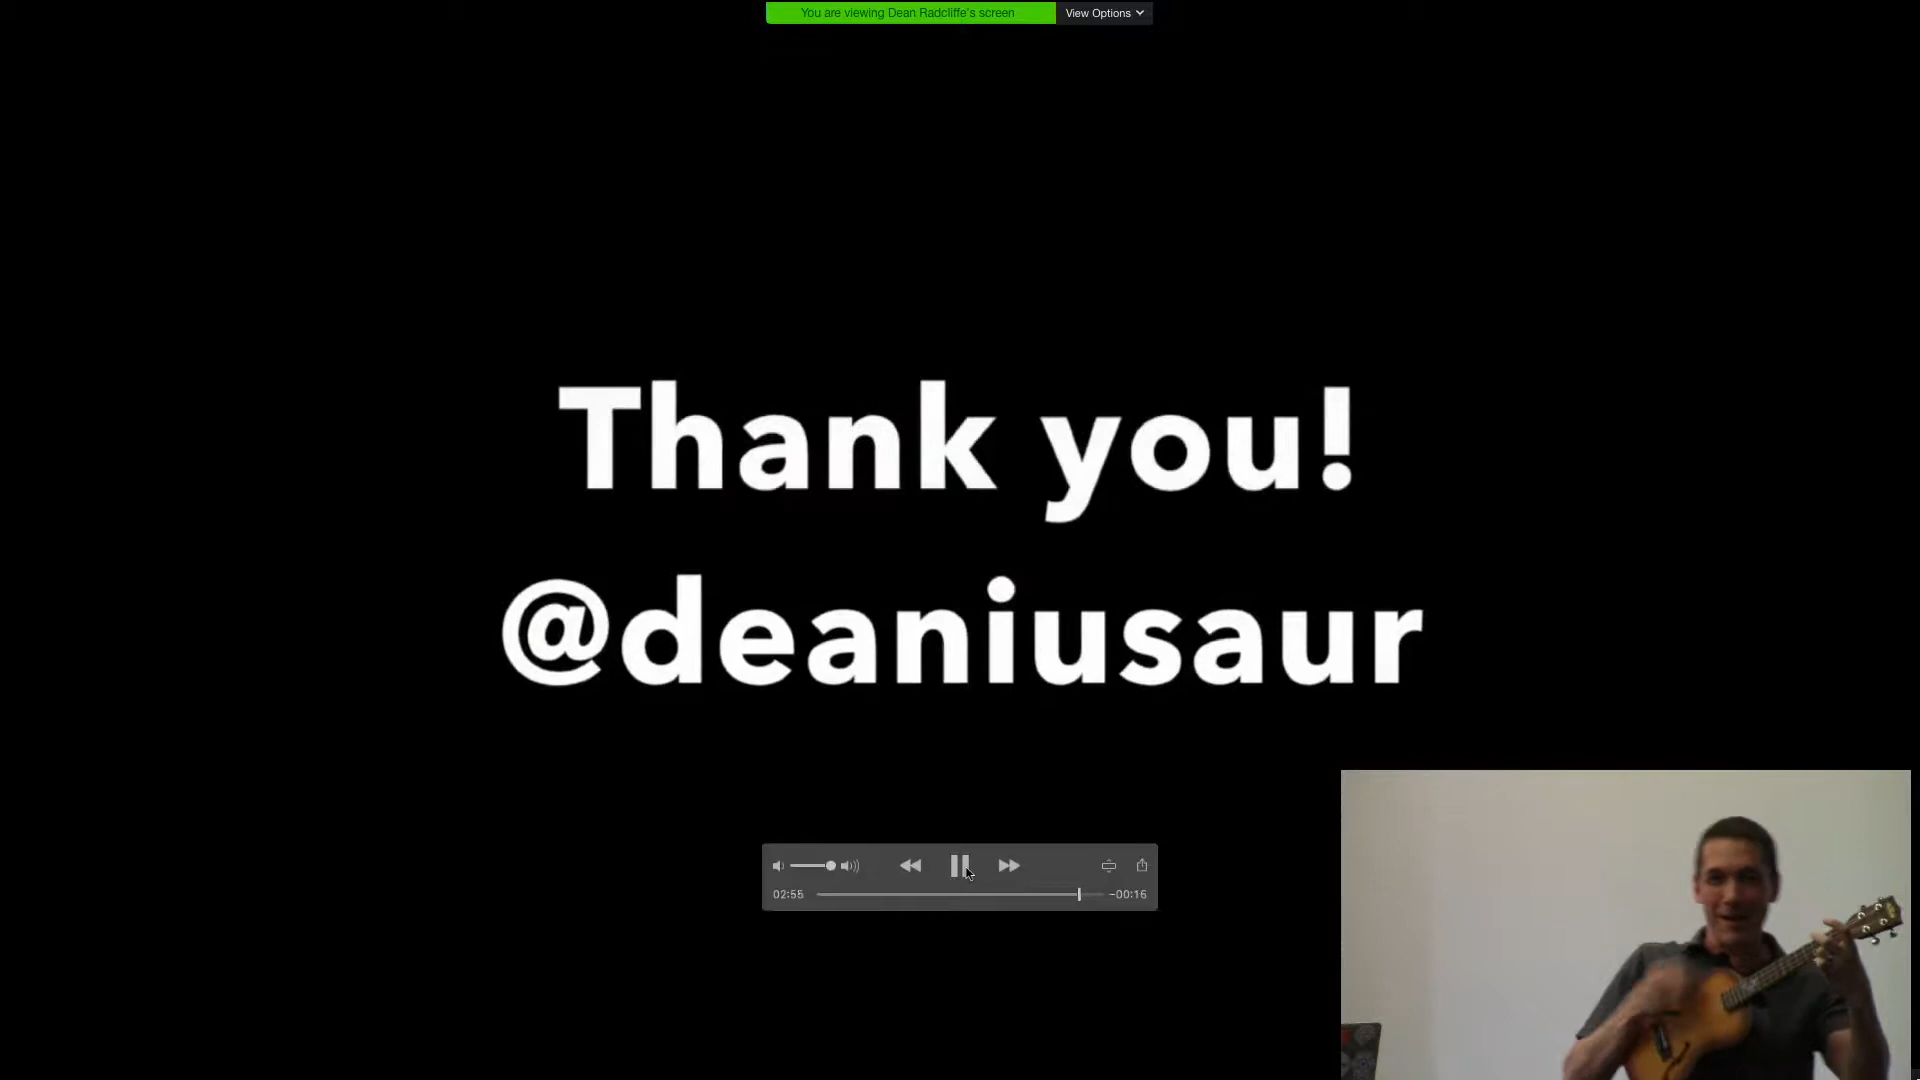 You are viewing Dean Radcliffe's screen
View Options
Thank you!
@deaniusaur
02:55
-00:16